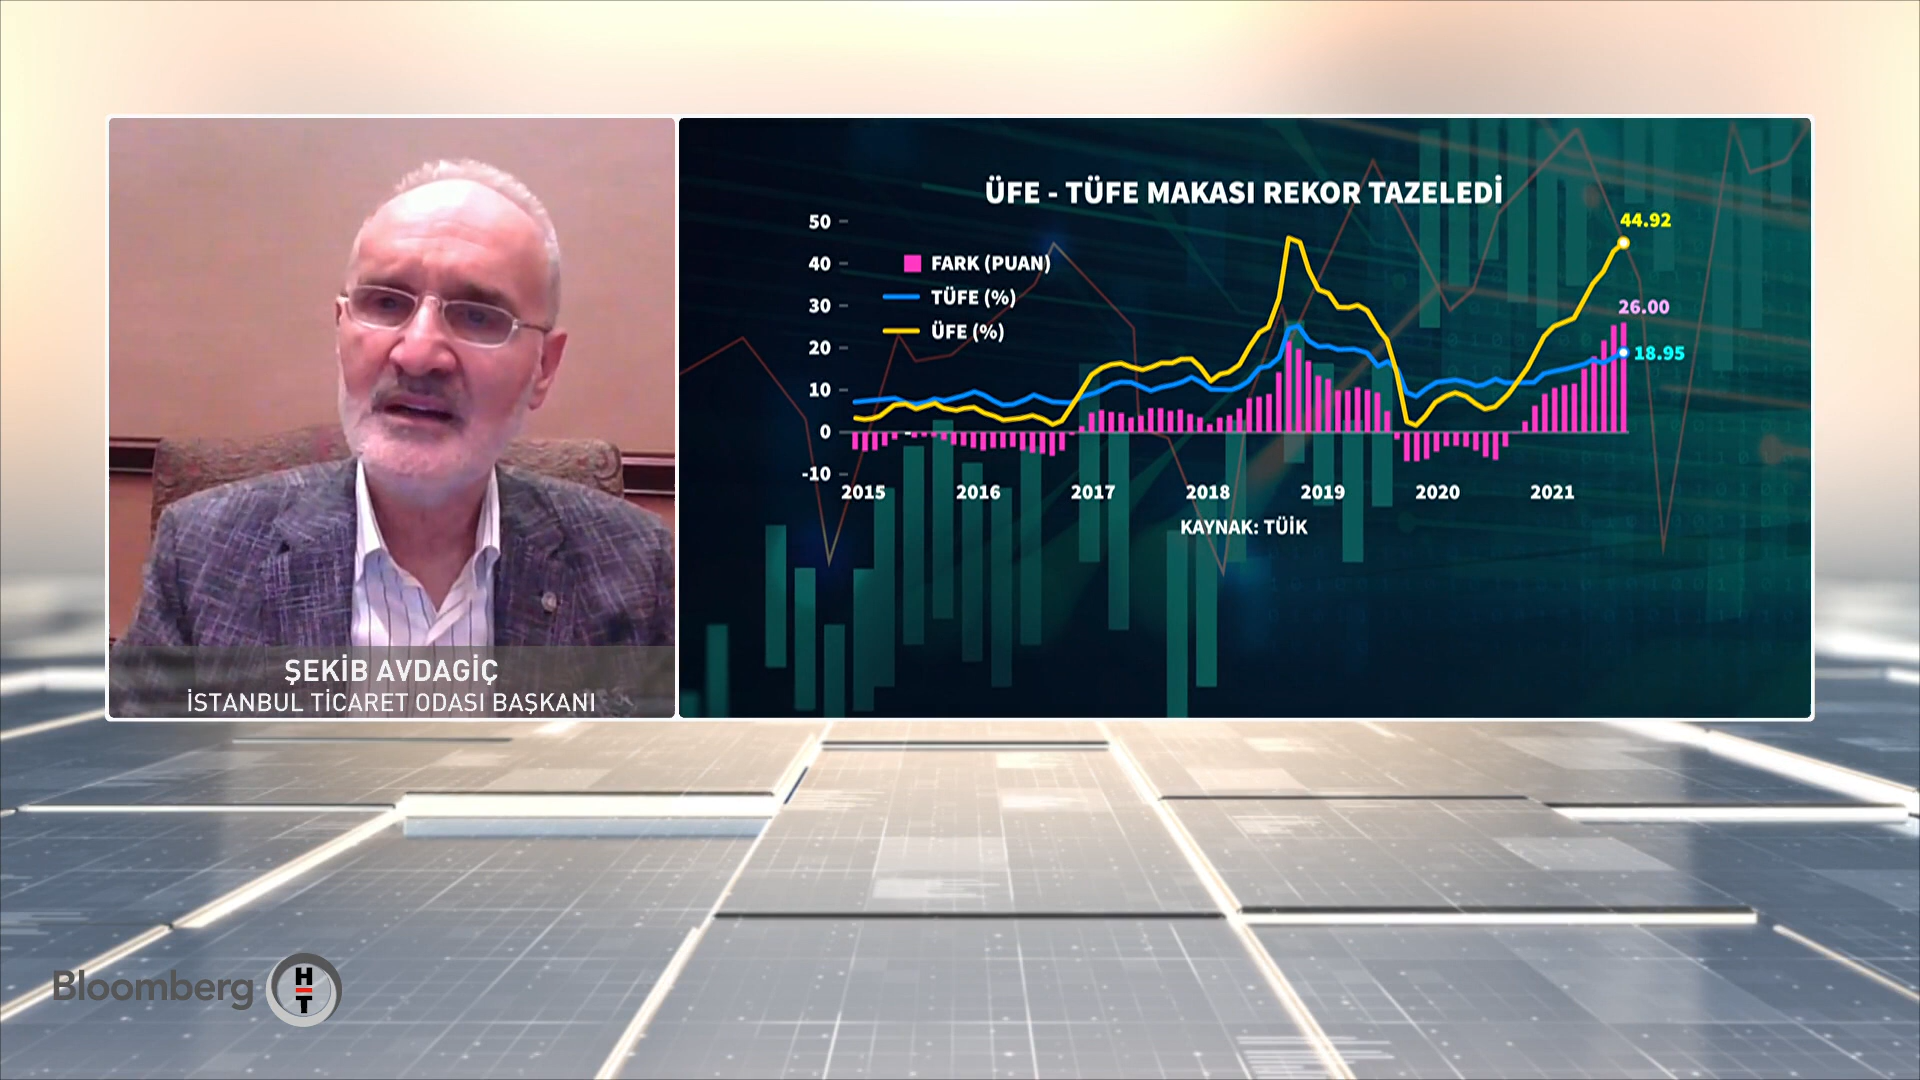 ÜFE - TÜFE MAKASI REKOR TAZELEDİ
50
40
30
20
10
0
-10
FARK (PUAN)
TÜFE (%)
ÜFE (%)
44.92
26.00
18.95
2015 2016 2017 2018 2019 2020 2021
KAYNAK: TÜİK
ŞEKİB AVDAGİÇ
İSTANBUL TİCARET ODASI BAŞKANI
Bloomberg HT